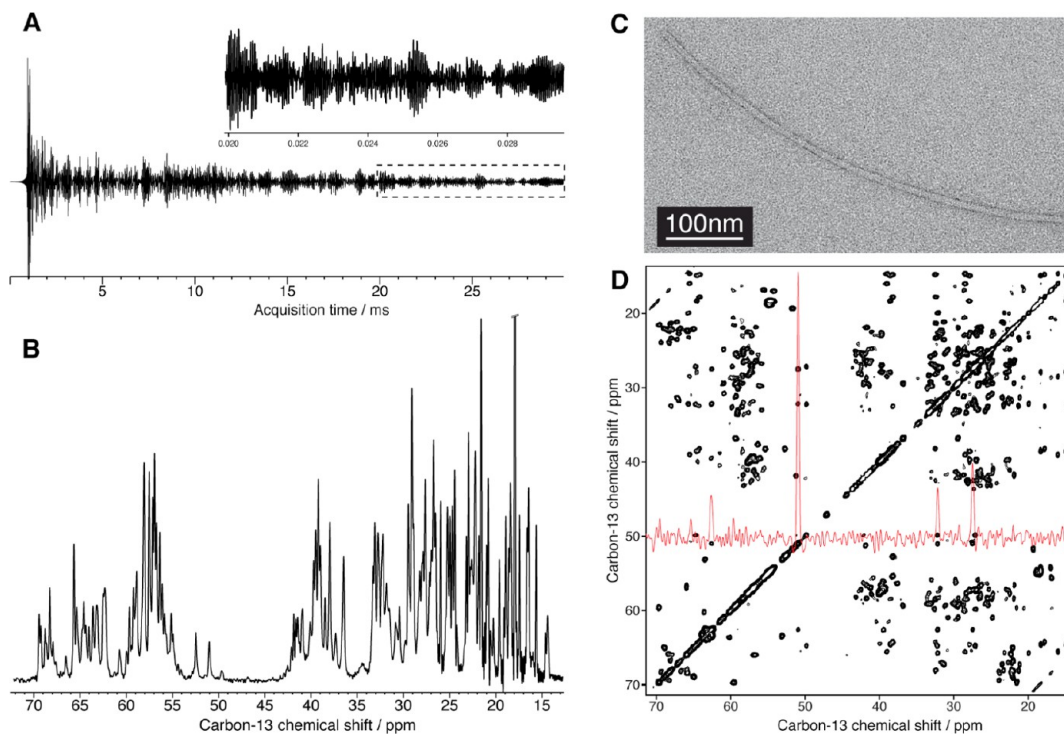 A
0.020 0.022 0.024 0.026 0.028
5 10 15 20 25
Acquisition time / ms
B
70 65 60 55 50 45 40 35 30 25 20 15
Carbon-13 chemical shift / ppm
C
100nm
D
20
30
40
50
60
70
Carbon-13 chemical shift / ppm
70 60 50 40 30 20
Carbon-13 chemical shift / ppm